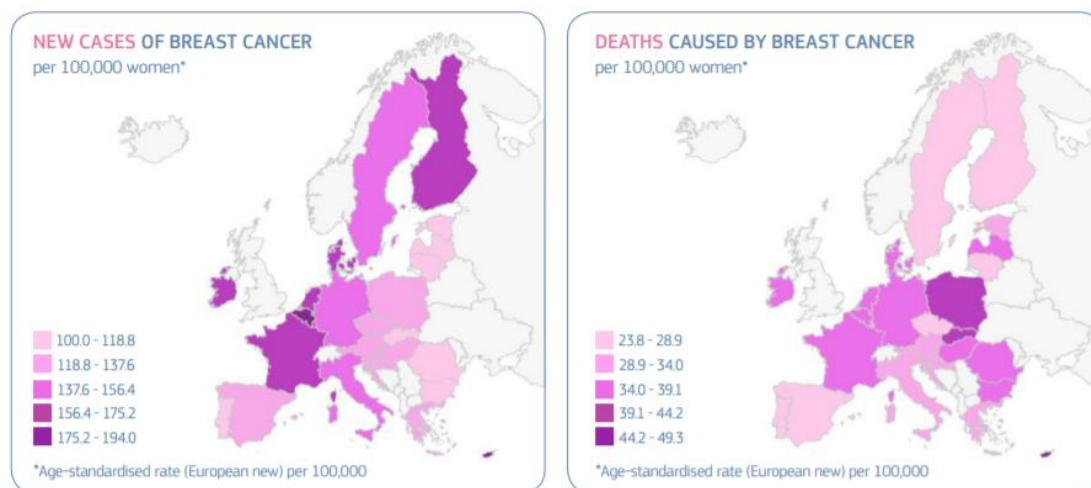 NEW CASES OF BREAST CANCER
per 100,000 women*
100.0 - 118.8
118.8 - 137.6
137.6 - 156.4
156.4 - 175.2
175.2 - 194.0
*Age-standardised rate (European new) per 100,000
DEATHS CAUSED BY BREAST CANCER
per 100,000 women*
23.8 - 28.9
28.9 - 34.0
34.0 - 39.1
39.1 - 44.2
44.2 - 49.3
*Age-standardised rate (European new) per 100,000